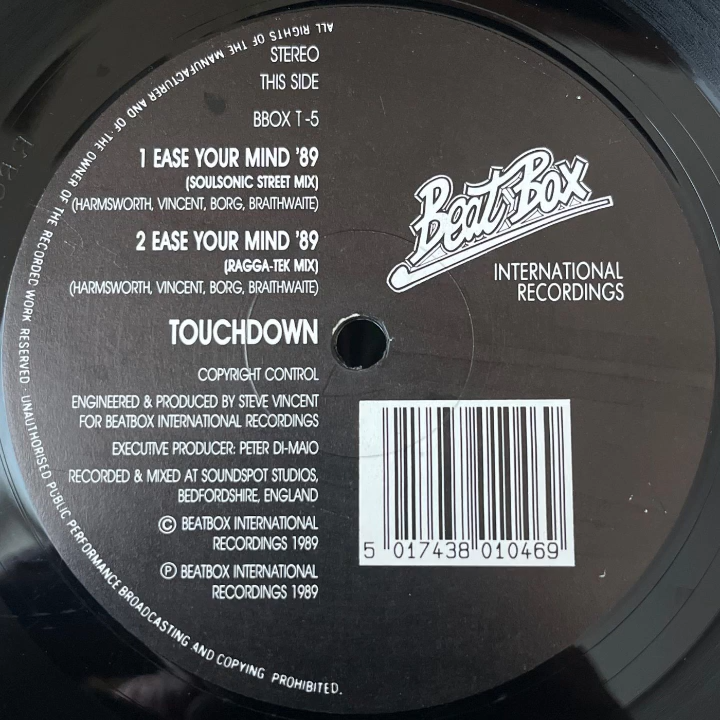 STEREO
THIS SIDE
BBOX T-5
1 EASE YOUR MIND '89
(SOULSONIC STREET MIX)
(HARMSWORTH, VINCENT, BORG, BRAITHWAITE)
2 EASE YOUR MIND '89
(RAGGA-TEK MIX)
(HARMSWORTH, VINCENT, BORG, BRAITHWAITE)
TOUCHDOWN
COPYRIGHT CONTROL
ENGINEERED & PRODUCED BY STEVE VINCENT
FOR BEATBOX INTERNATIONAL RECORDINGS
EXECUTIVE PRODUCER: PETER DI-MAIO
RECORDED & MIXED AT SOUNDSPOT STUDIOS,
BEDFORDSHIRE, ENGLAND
© BEATBOX INTERNATIONAL
RECORDINGS 1989
℗ BEATBOX INTERNATIONAL
RECORDINGS 1989
Beat Box
INTERNATIONAL
RECORDINGS
5 017438 010469
ALL RIGHTS OF THE MANUFACTURER AND OF THE OWNER OF THE RECORDED WORK RESERVED · UNAUTHORISED PUBLIC PERFORMANCE BROADCASTING AND COPYING PROHIBITED.